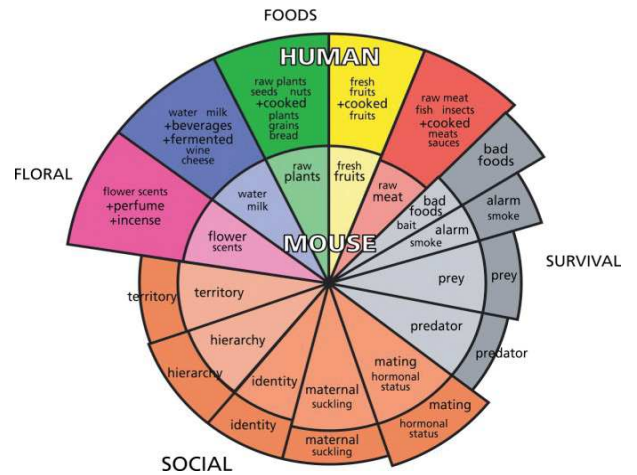 FOODS
HUMAN
raw plants
seeds nuts
+cooked
plants
grains
bread
fresh
fruits
+cooked
fruits
water milk
+beverages
+fermented
wine
cheese
raw meat
fish insects
+cooked
meats
sauces
bad
foods
FLORAL
flower scents
+perfume
+incense
water
milk
raw
plants
fresh
fruits
raw
meat
bad
foods
bait
alarm
smoke
alarm
smoke
flower
scents
MOUSE
SURVIVAL
territory
territory
prey
prey
hierarchy
hierarchy
predator
predator
identity
identity
maternal
suckling
maternal
suckling
mating
hormonal
status
mating
hormonal
status
SOCIAL